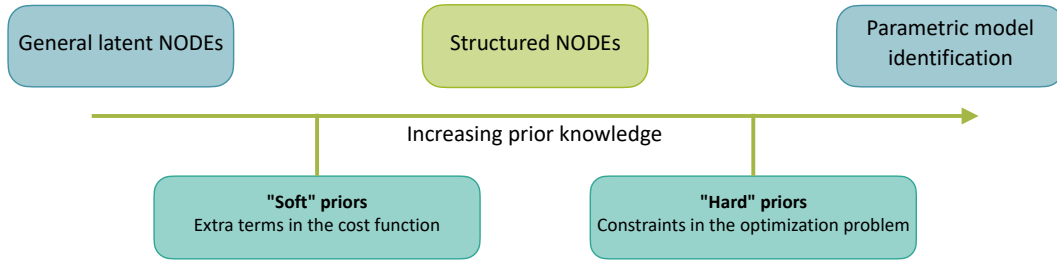 General latent NODEs
Structured NODEs
Parametric model
identification
Increasing prior knowledge
"Soft" priors
Extra terms in the cost function
"Hard" priors
Constraints in the optimization problem